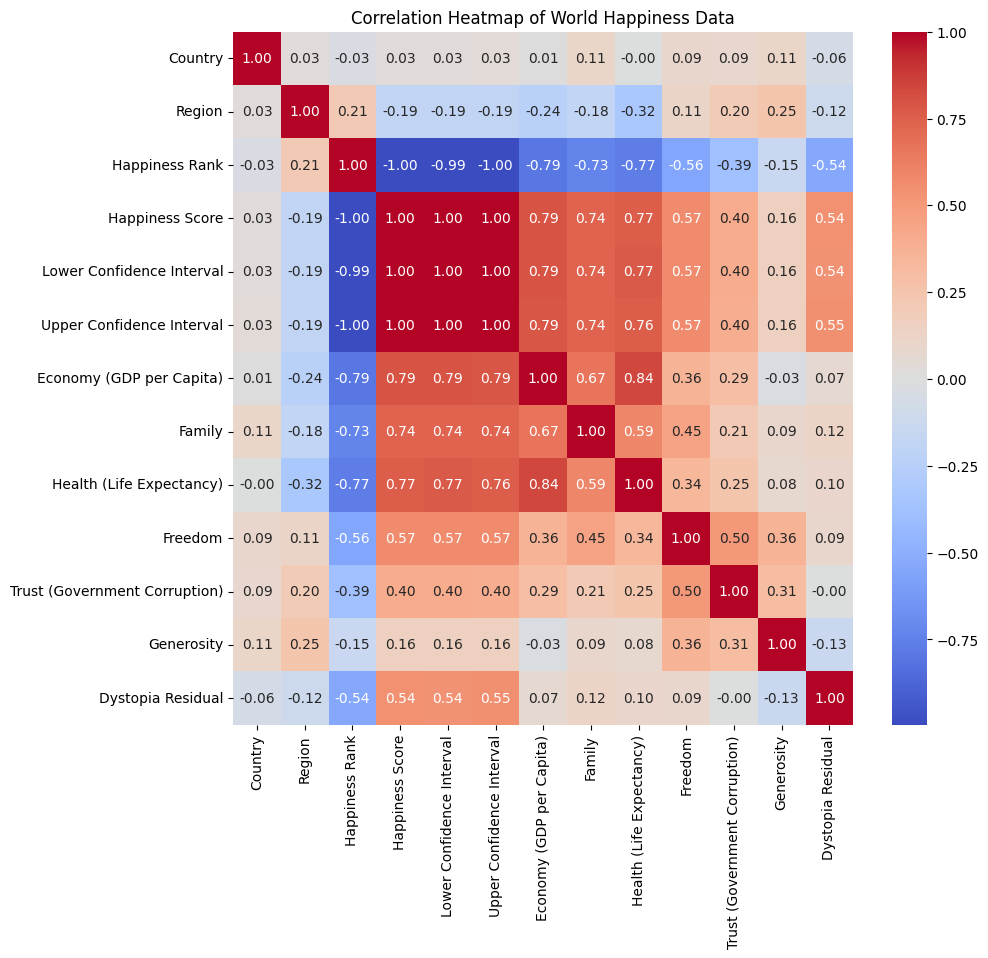 Correlation Heatmap of World Happiness Data
Country 1.00 0.03 -0.03 0.03 0.03 0.03 0.01 0.11 -0.00 0.09 0.09 0.11 -0.06
Region 0.03 1.00 0.21 -0.19 -0.19 -0.19 -0.24 -0.18 -0.32 0.11 0.20 0.25 -0.12
Happiness Rank -0.03 0.21 1.00 -1.00 -0.99 -1.00 -0.79 -0.73 -0.77 -0.56 -0.39 -0.15 -0.54
Happiness Score 0.03 -0.19 -1.00 1.00 1.00 1.00 0.79 0.74 0.77 0.57 0.40 0.16 0.54
Lower Confidence Interval 0.03 -0.19 -0.99 1.00 1.00 1.00 0.79 0.74 0.77 0.57 0.40 0.16 0.54
Upper Confidence Interval 0.03 -0.19 -1.00 1.00 1.00 1.00 0.79 0.74 0.76 0.57 0.40 0.16 0.55
Economy (GDP per Capita) 0.01 -0.24 -0.79 0.79 0.79 0.79 1.00 0.67 0.84 0.36 0.29 -0.03 0.07
Family 0.11 -0.18 -0.73 0.74 0.74 0.74 0.67 1.00 0.59 0.45 0.21 0.09 0.12
Health (Life Expectancy) -0.00 -0.32 -0.77 0.77 0.77 0.76 0.84 0.59 1.00 0.34 0.25 0.08 0.10
Freedom 0.09 0.11 -0.56 0.57 0.57 0.57 0.36 0.45 0.34 1.00 0.50 0.36 0.09
Trust (Government Corruption) 0.09 0.20 -0.39 0.40 0.40 0.40 0.29 0.21 0.25 0.50 1.00 0.31 -0.00
Generosity 0.11 0.25 -0.15 0.16 0.16 0.16 -0.03 0.09 0.08 0.36 0.31 1.00 -0.13
Dystopia Residual -0.06 -0.12 -0.54 0.54 0.54 0.55 0.07 0.12 0.10 0.09 -0.00 -0.13 1.00
Country
Region
Happiness Rank
Happiness Score
Lower Confidence Interval
Upper Confidence Interval
Economy (GDP per Capita)
Family
Health (Life Expectancy)
Freedom
Trust (Government Corruption)
Generosity
Dystopia Residual
1.00
0.75
0.50
0.25
0.00
−0.25
−0.50
−0.75